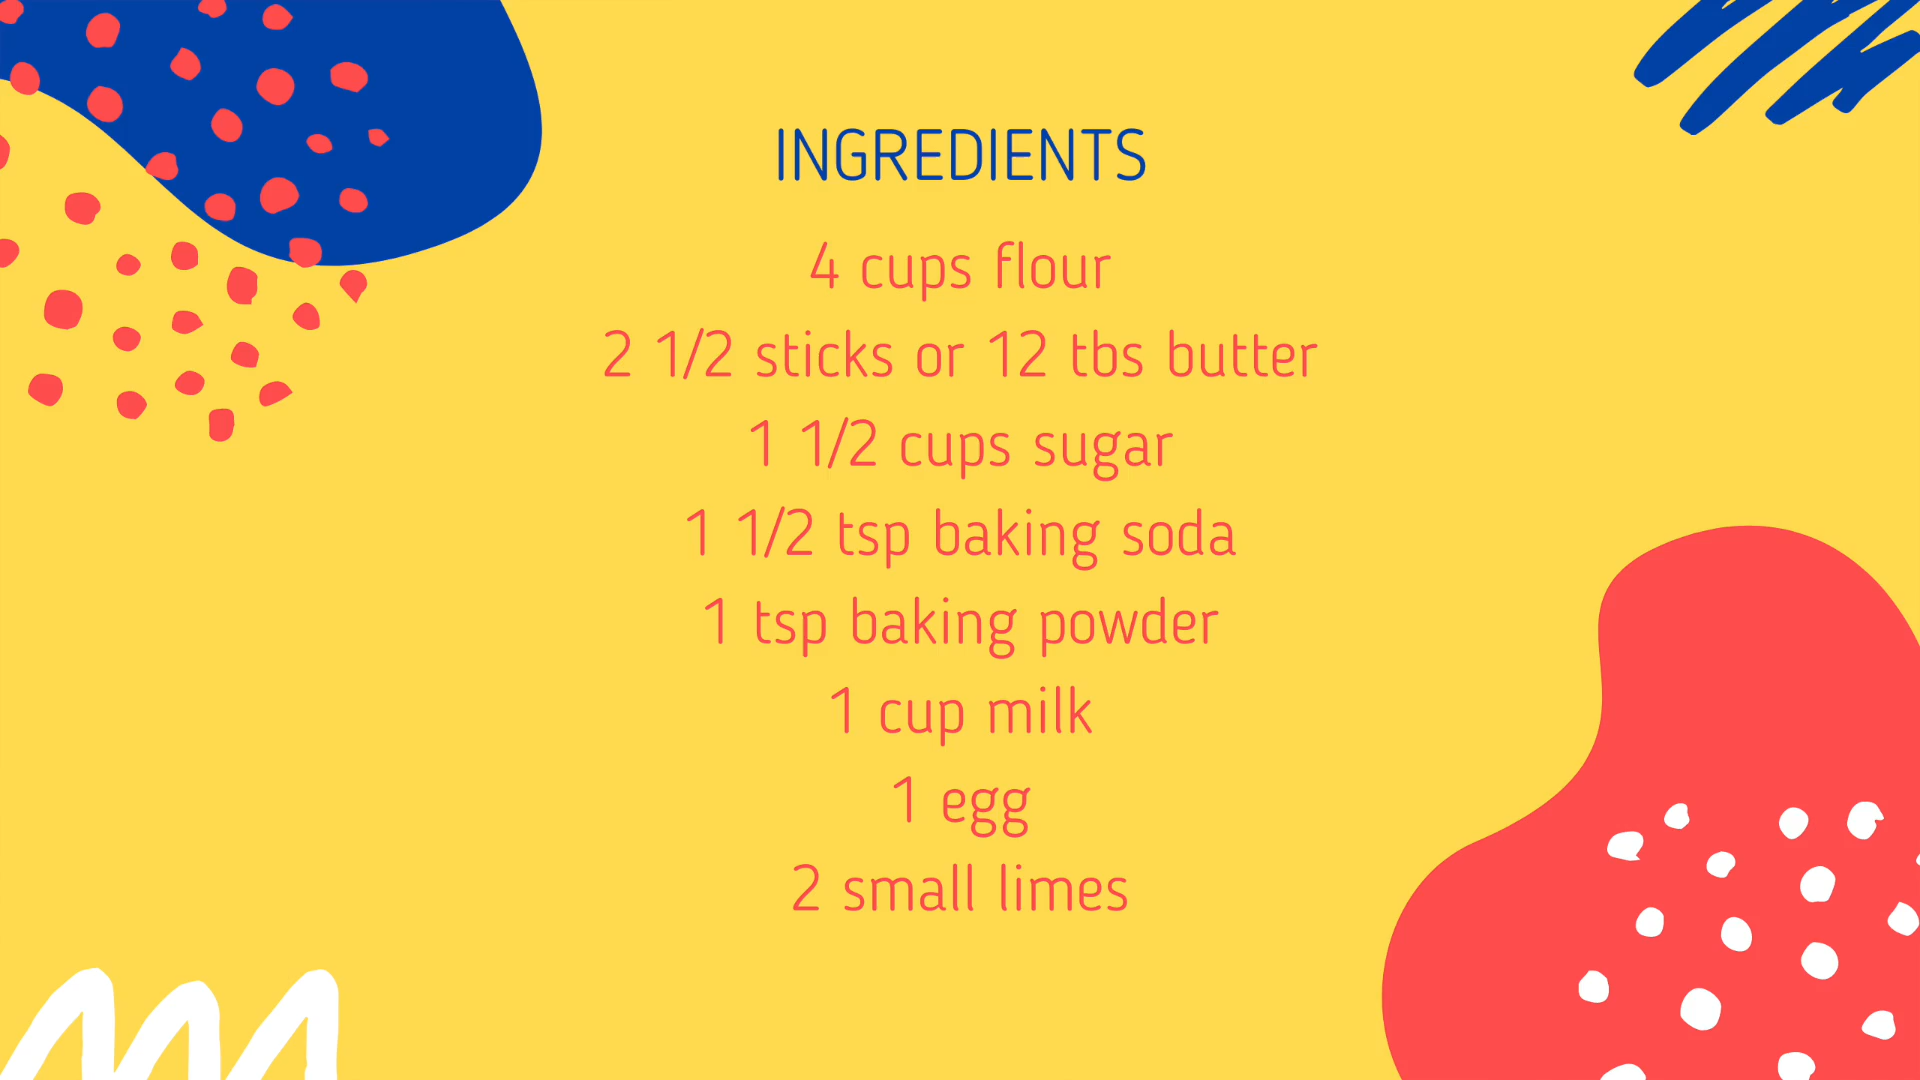 INGREDIENTS
4 cups flour
2 1/2 sticks or 12 tbs butter
1 1/2 cups sugar
1 1/2 tsp baking soda
1 tsp baking powder
1 cup milk
1 egg
2 small limes